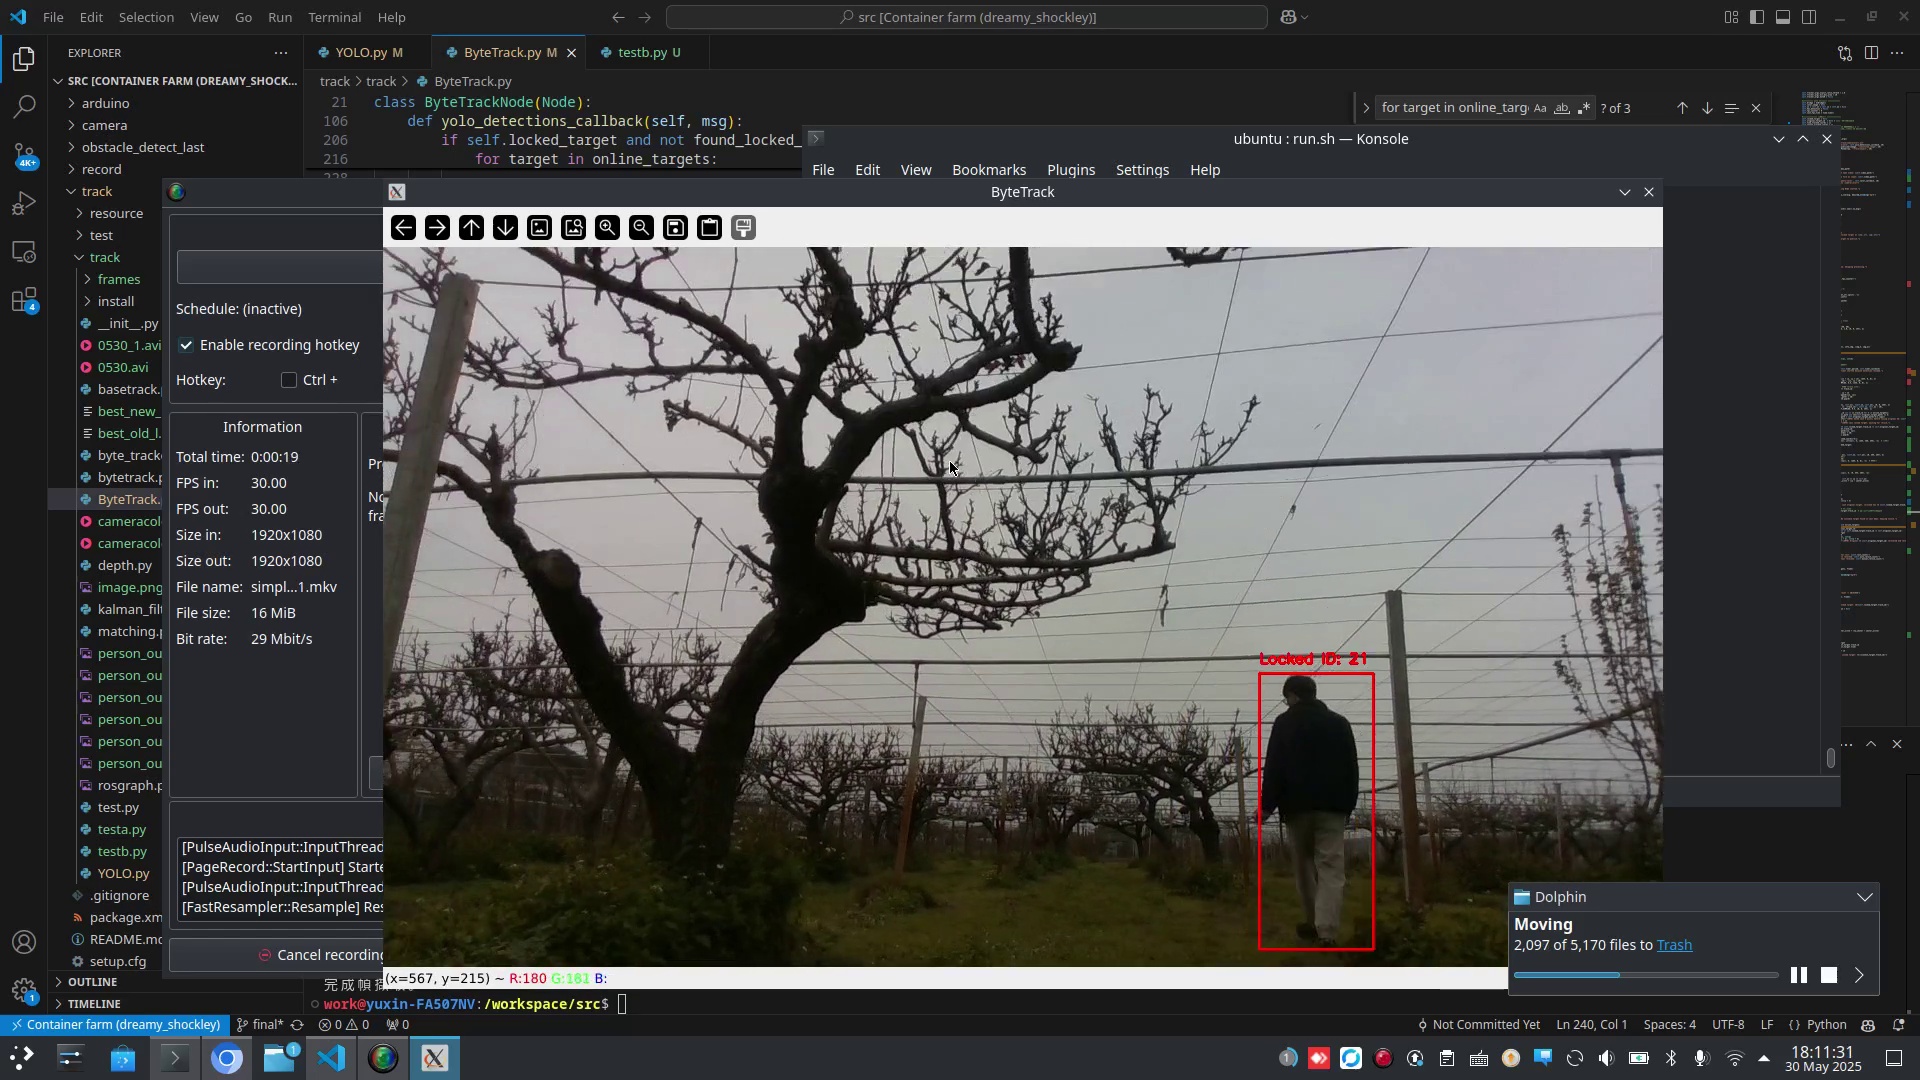 File Edit Selection View Go Run Terminal Help
src [Container farm (dreamy_shockley)]
EXPLORER
YOLO.py M
ByteTrack.py M
testb.py U
SRC [CONTAINER FARM (DREAMY_SHOCK...
track > track > ByteTrack.py
arduino
camera
obstacle_detect_last
record
track
resource
test
track
frames
install
__init__.py
0530_1.avi
0530.avi
basetrack.
best_new_
best_old_l.
byte_track
bytetrack.p
ByteTrack.
cameracol
cameracol
depth.py
image.png
kalman_filt
matching.p
person_ou
person_ou
person_ou
person_ou
person_ou
person_ou
rosgraph.p
test.py
testa.py
testb.py
YOLO.py
.gitignore
package.xm
README.md
setup.cfg
OUTLINE
TIMELINE
21 class ByteTrackNode(Node):
106 def yolo_detections_callback(self, msg):
206 if self.locked_target and not found_locked_
216 for target in online_targets:
228
for target in online_targ
Aa ab
? of 3
ubuntu : run.sh — Konsole
File Edit View Bookmarks Plugins Settings Help
ByteTrack
Schedule: (inactive)
Enable recording hotkey
Hotkey: Ctrl +
Information
Total time: 0:00:19
FPS in: 30.00
FPS out: 30.00
Size in: 1920x1080
Size out: 1920x1080
File name: simpl...1.mkv
File size: 16 MiB
Bit rate: 29 Mbit/s
Pr
No
fra
[PulseAudioInput::InputThread
[PageRecord::StartInput] Starte
[PulseAudioInput::InputThread
[FastResampler::Resample] Res
Cancel recording
Locked ID: 21
(x=567, y=215) ~ R:180 G:181 B:
work@yuxin-FA507NV:/workspace/src$
Dolphin
Moving
2,097 of 5,170 files to Trash
4K+
4
1
Container farm (dreamy_shockley)
final*
0 0
0
Not Committed Yet
Ln 240, Col 1
Spaces: 4
UTF-8
LF
{ } Python
1
1
18:11:31
30 May 2025